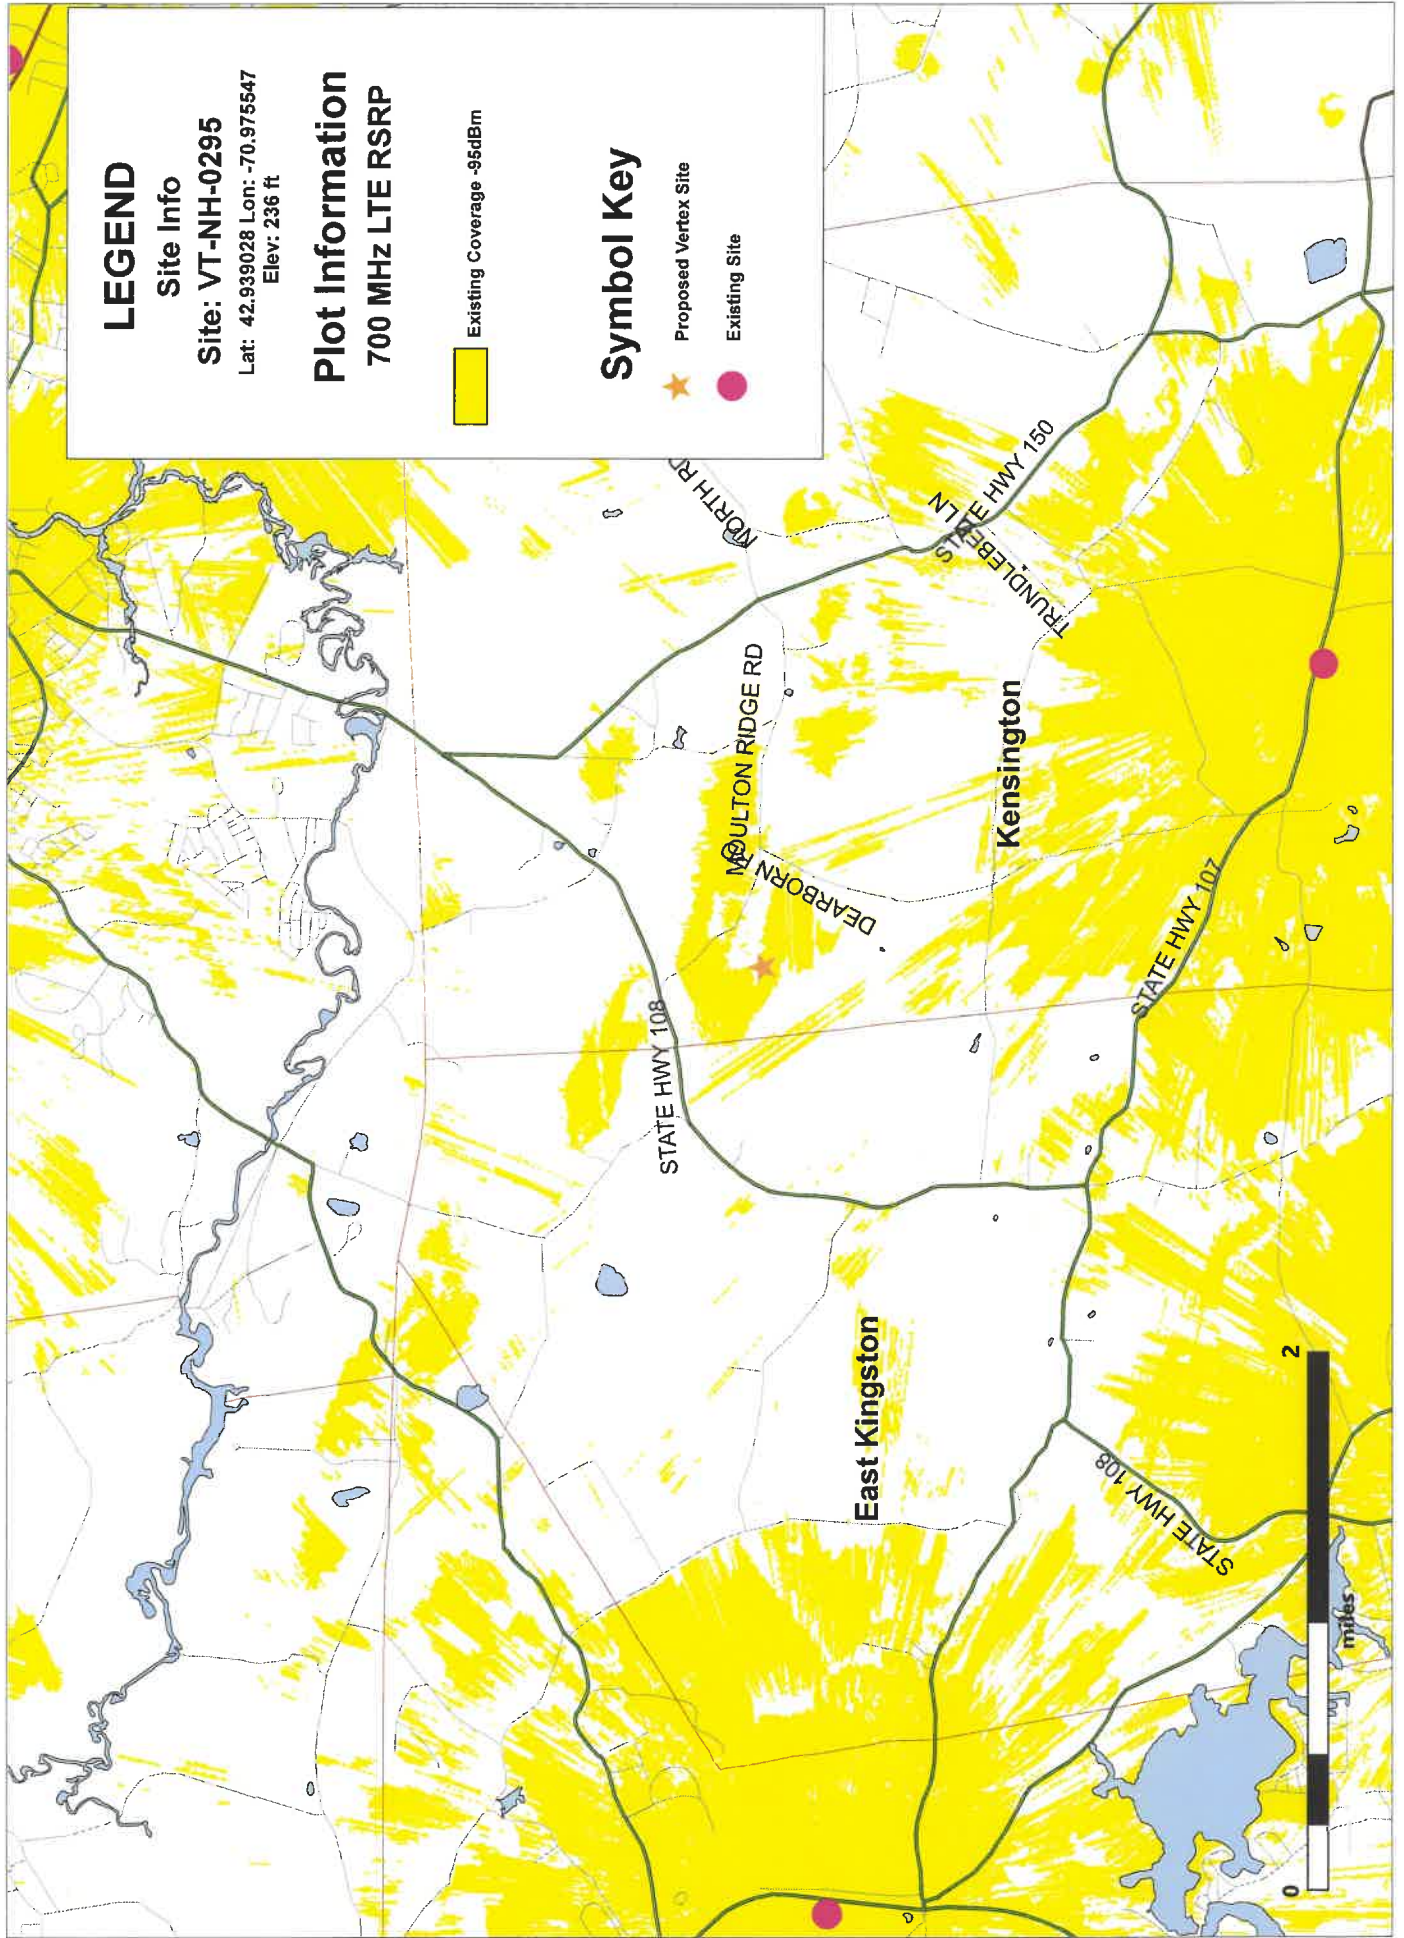 LEGEND
Site Info
Site: VT-NH-0295
Lat: 42.939028 Lon: -70.975547
Elev: 236 ft
Plot Information
700 MHz LTE RSRP
Existing Coverage -95dBm
Symbol Key
Proposed Vertex Site
Existing Site
NORTH RD
STATE HWY 150
TRUNDLEBED LN
MOULTON RIDGE RD
DEARBORN RD
Kensington
STATE HWY 107
STATE HWY 108
East Kingston
STATE HWY 108
0
2
miles